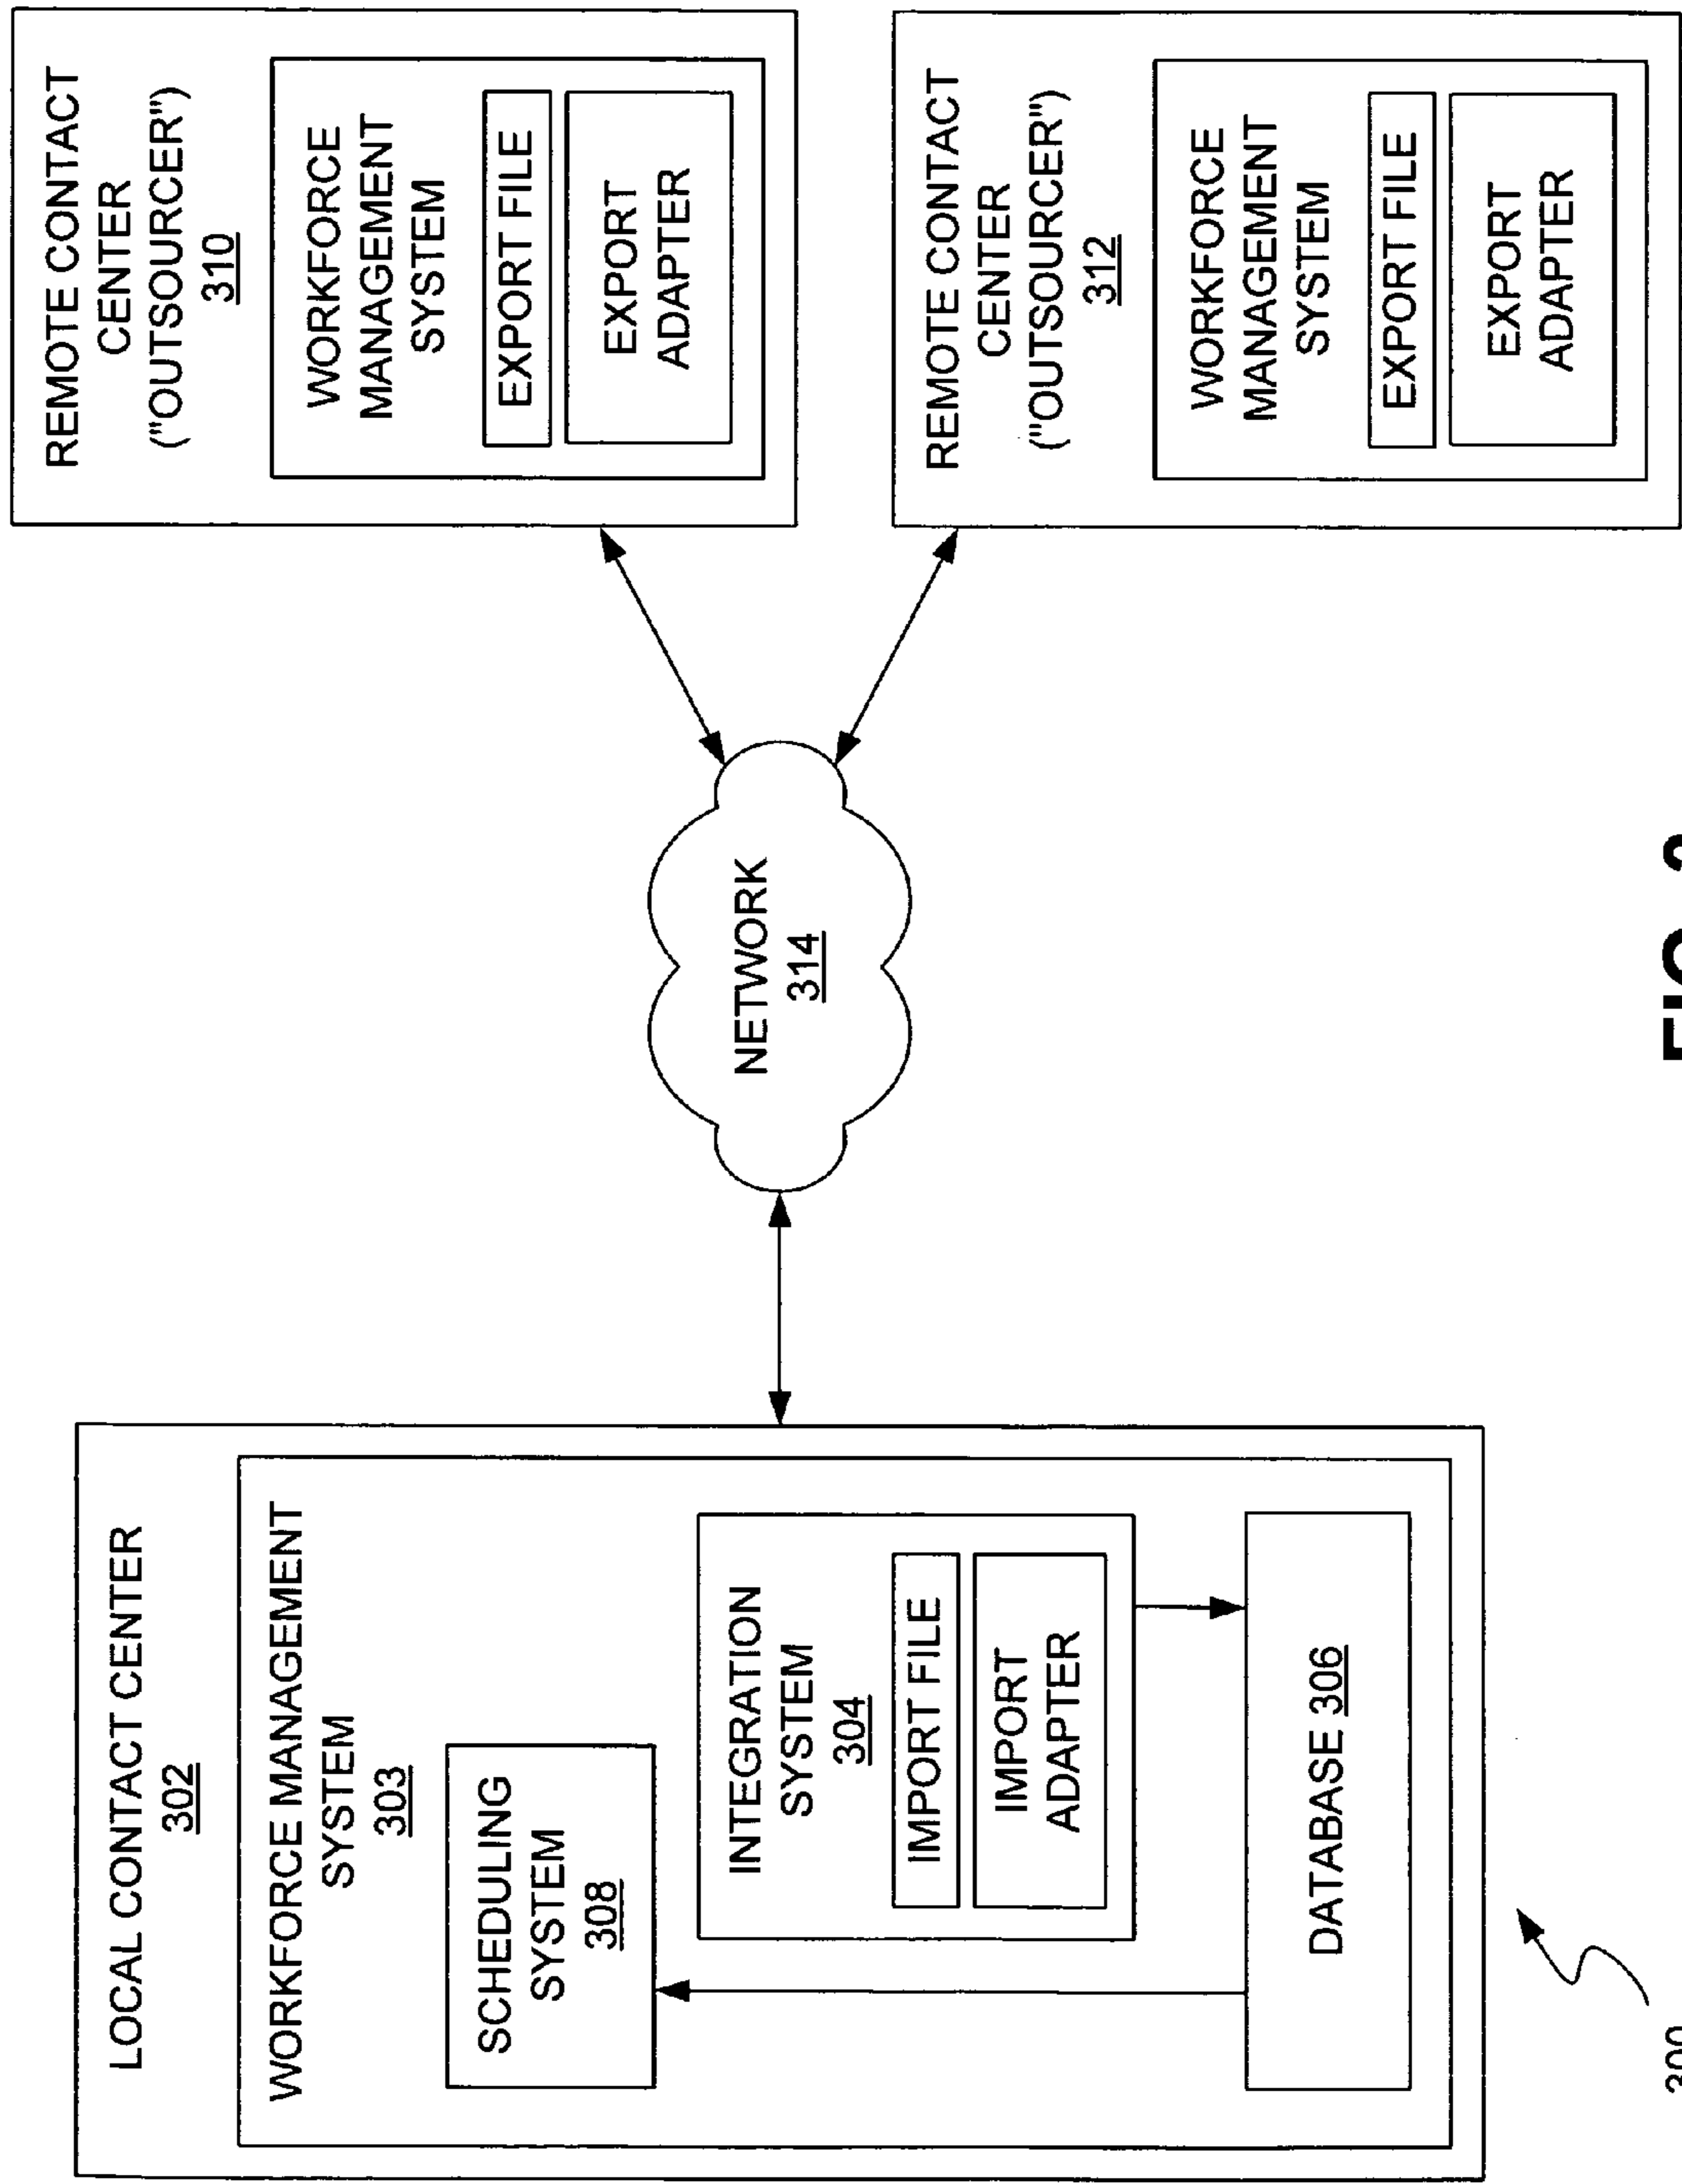 LOCAL CONTACT CENTER
302
WORKFORCE MANAGEMENT
SYSTEM
303
SCHEDULING
SYSTEM
308
INTEGRATION
SYSTEM
304
IMPORT FILE
IMPORT
ADAPTER
DATABASE 306
NETWORK
314
REMOTE CONTACT
CENTER
("OUTSOURCER")
310
WORKFORCE
MANAGEMENT
SYSTEM
EXPORT FILE
EXPORT
ADAPTER
REMOTE CONTACT
CENTER
("OUTSOURCER")
312
WORKFORCE
MANAGEMENT
SYSTEM
EXPORT FILE
EXPORT
ADAPTER
300
FIG.